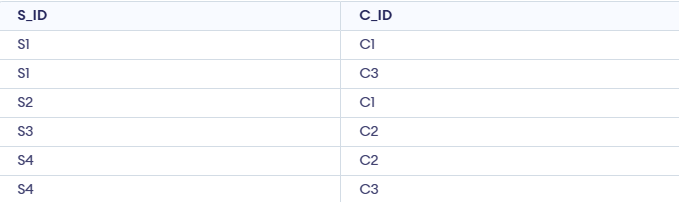 S_ID C_ID
S1 C1
S1 C3
S2 C1
S3 C2
S4 C2
S4 C3